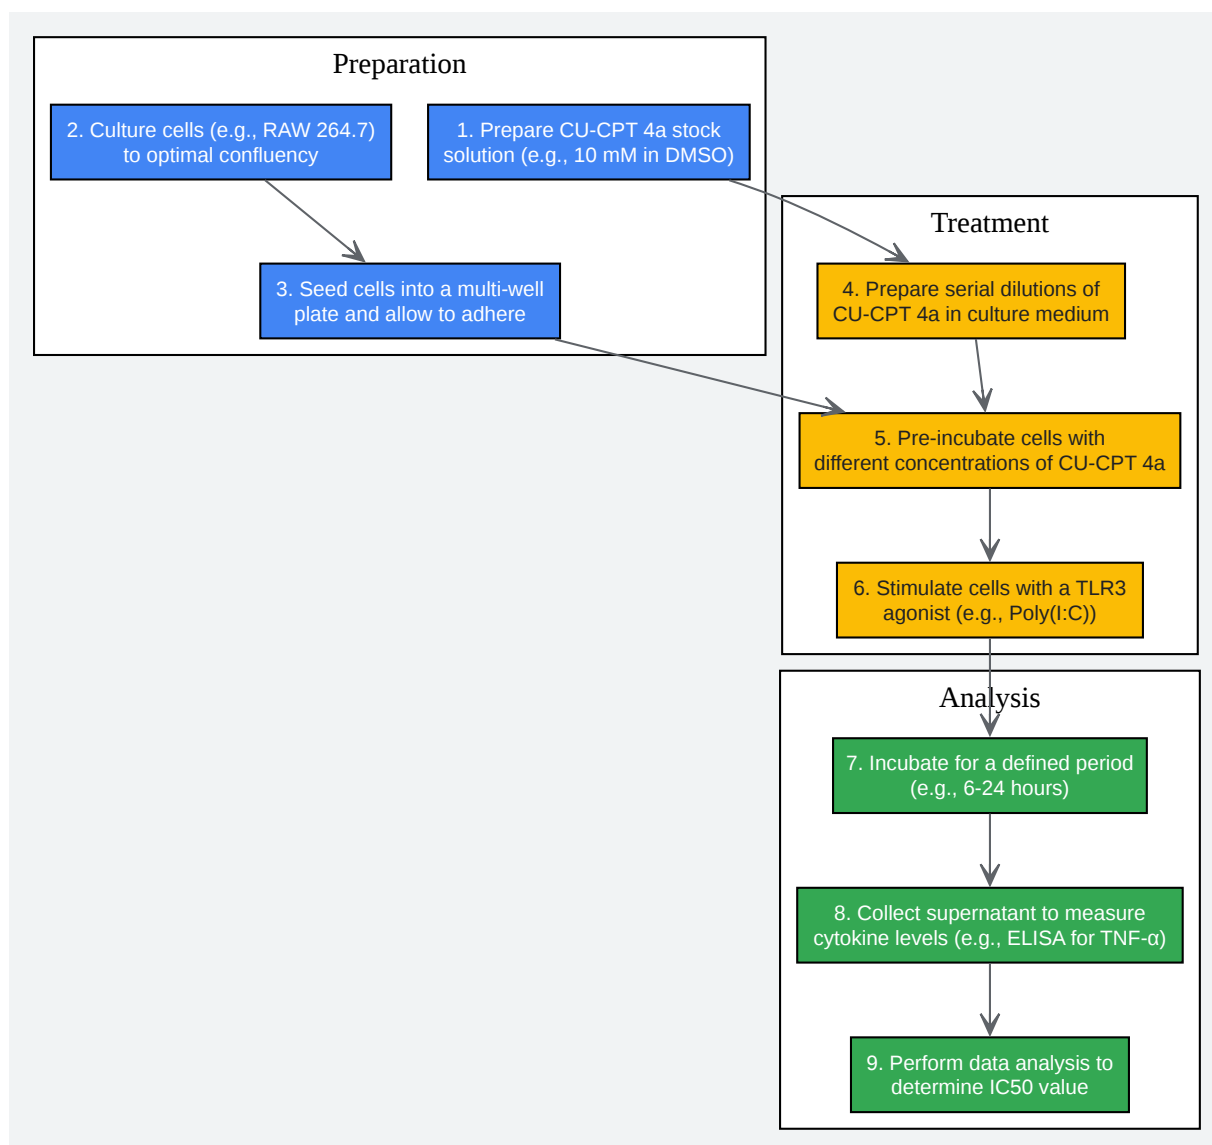 Preparation
2. Culture cells (e.g., RAW 264.7)
to optimal confluency
1. Prepare CU-CPT 4a stock
solution (e.g., 10 mM in DMSO)
3. Seed cells into a multi-well
plate and allow to adhere
Treatment
4. Prepare serial dilutions of
CU-CPT 4a in culture medium
5. Pre-incubate cells with
different concentrations of CU-CPT 4a
6. Stimulate cells with a TLR3
agonist (e.g., Poly(I:C))
Analysis
7. Incubate for a defined period
(e.g., 6-24 hours)
8. Collect supernatant to measure
cytokine levels (e.g., ELISA for TNF-α)
9. Perform data analysis to
determine IC50 value